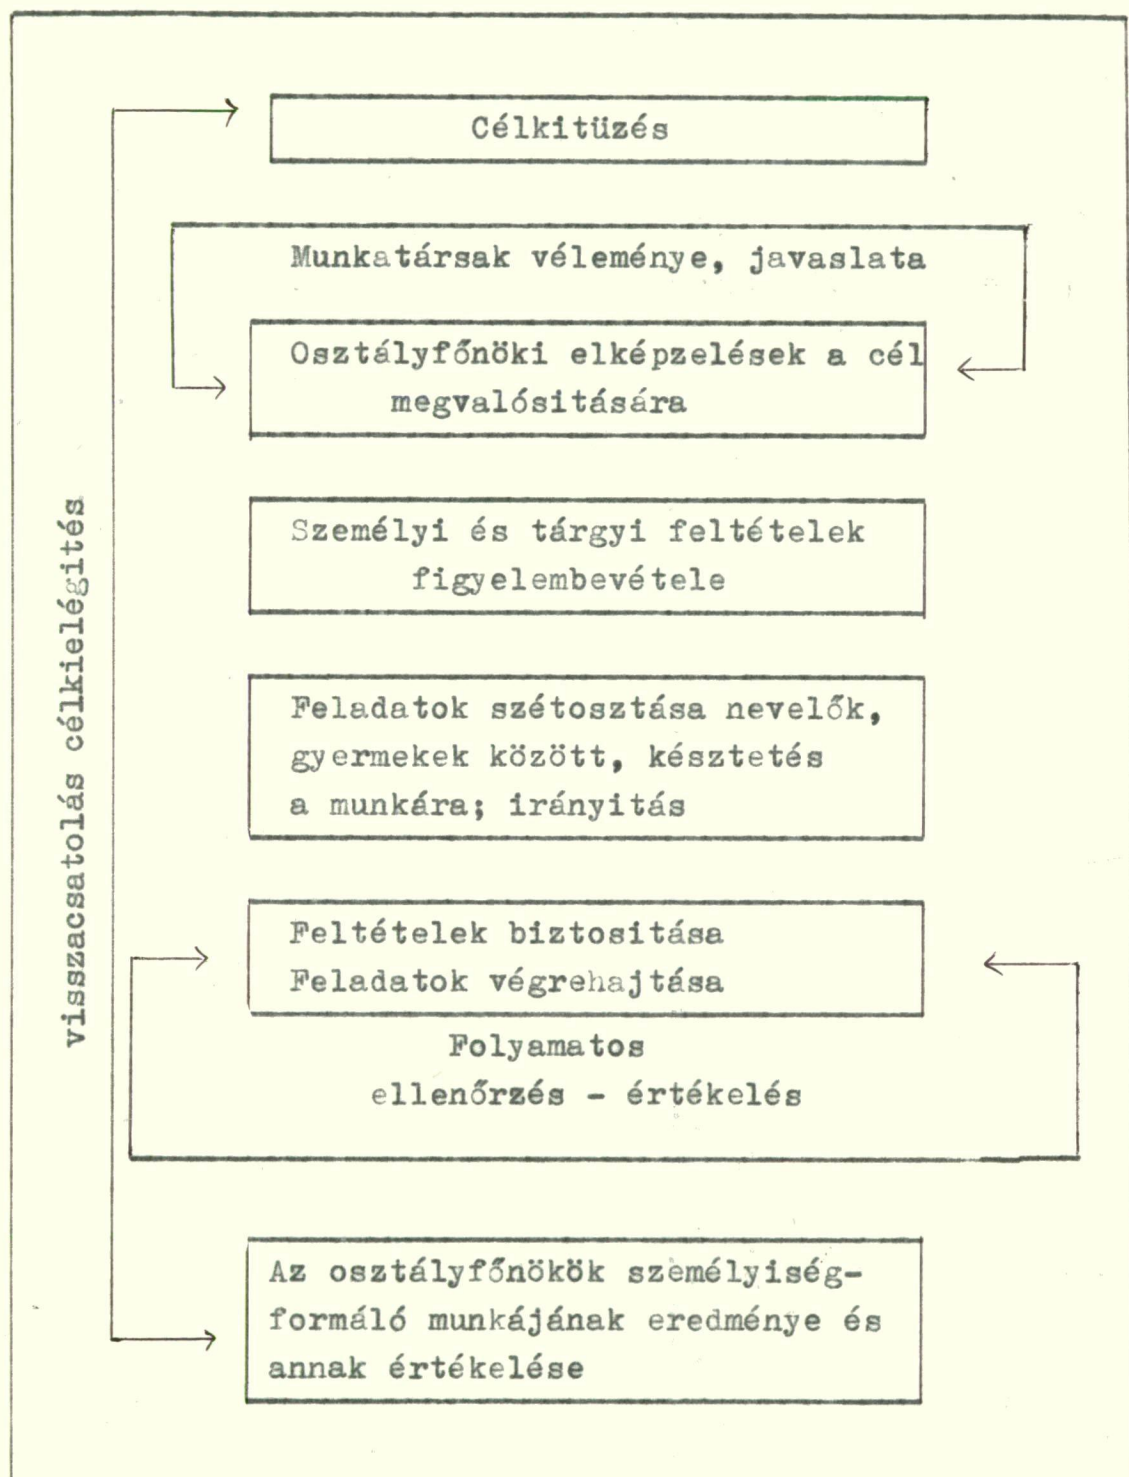 Célkitüzés
Munkatársak véleménye, javaslata
Osztályfőnöki elképzelések a cél
megvalósitására
Személyi és tárgyi feltételek
figyelembevétele
Feladatok szétosztása nevelők,
gyermekek között, késztetés
a munkára; irányitás
Feltételek biztositása
Feladatok végrehajtása
Folyamatos
ellenőrzés - értékelés
Az osztályfőnökök személyiség-
formáló munkájának eredménye és
annak értékelése
visszacsatolás célkielégités